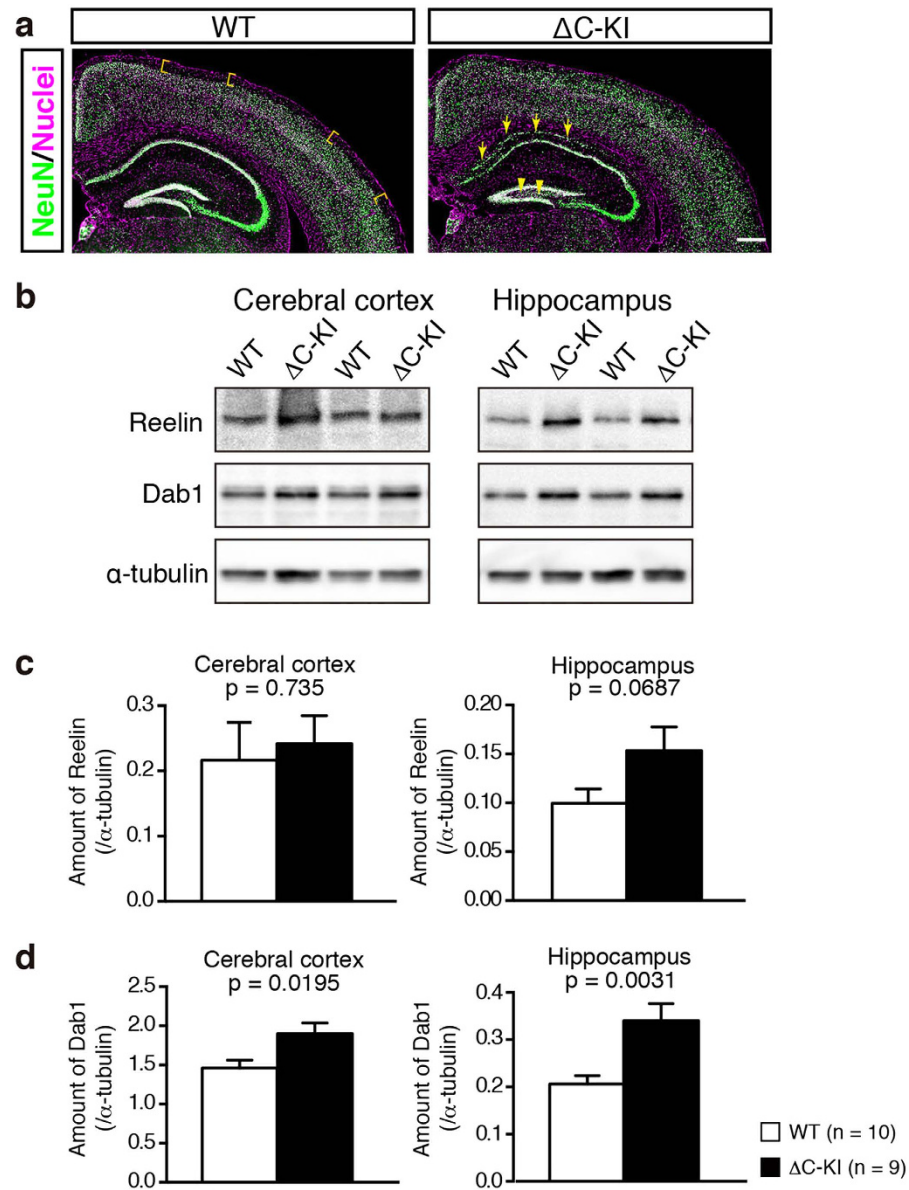 a
WT
ΔC-KI
NeuN/Nuclei
b
Cerebral cortex
Hippocampus
WT ΔC-KI WT ΔC-KI
WT ΔC-KI WT ΔC-KI
Reelin
Dab1
α-tubulin
c
Cerebral cortex
p = 0.735
Amount of Reelin
(/α-tubulin)
0.3
0.2
0.1
0.0
Hippocampus
p = 0.0687
Amount of Reelin
(/α-tubulin)
0.20
0.15
0.10
0.05
0.00
d
Cerebral cortex
p = 0.0195
Amount of Dab1
(/α-tubulin)
2.5
2.0
1.5
1.0
0.5
0.0
Hippocampus
p = 0.0031
Amount of Dab1
(/α-tubulin)
0.4
0.3
0.2
0.1
0.0
WT (n = 10)
ΔC-KI (n = 9)